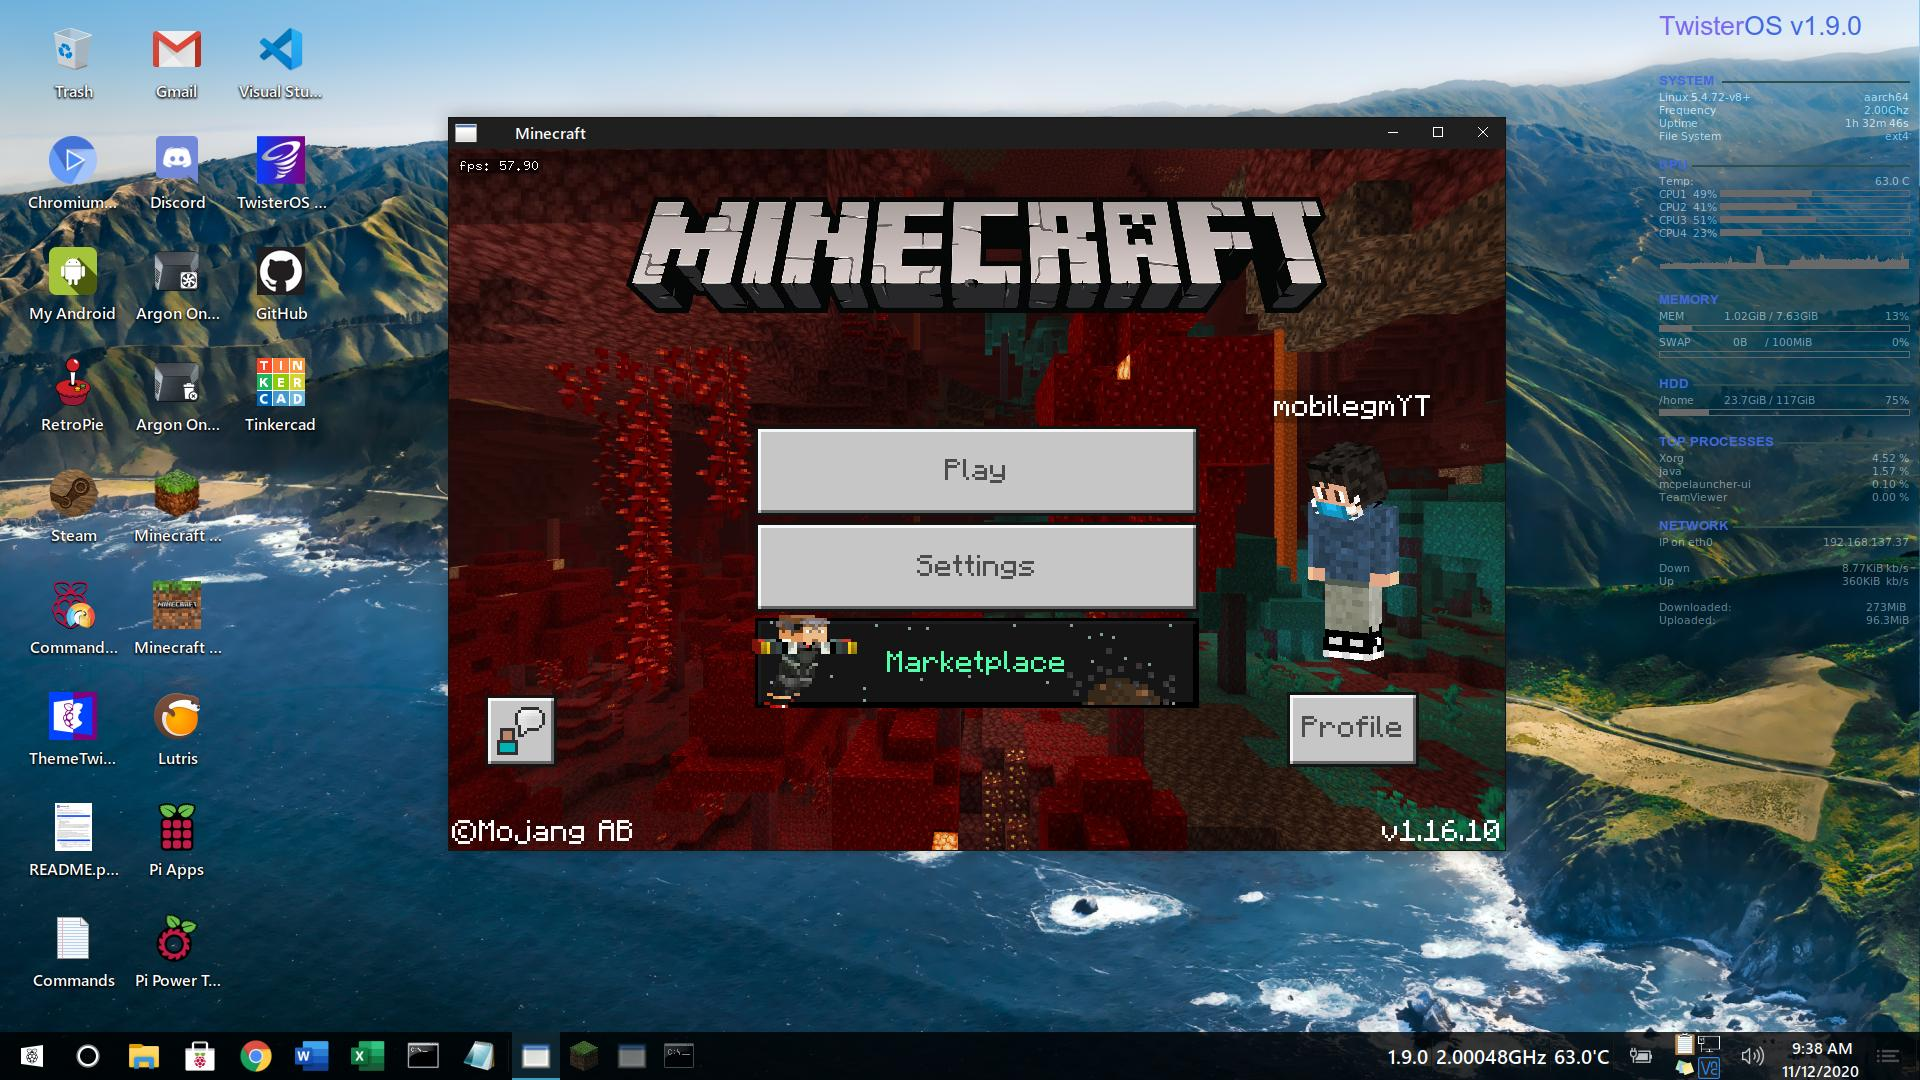 TwisterOS v1.9.0
SYSTEM
Linux 5.4.72-v8+ aarch64
Frequency 2.00Ghz
Uptime 1h 32m 46s
File System ext4
CPU
Temp: 63.0 C
CPU1 49%
CPU2 41%
CPU3 51%
CPU4 23%
MEMORY
MEM 1.02GiB / 7.63GiB 13%
SWAP 0B / 100MiB 0%
HDD
/home 23.7GiB / 117GiB 75%
TOP PROCESSES
Xorg 4.52 %
java 1.57 %
mcpelauncher-ui 0.10 %
TeamViewer 0.00 %
NETWORK
IP on eth0 192.168.137.37
Down 8.77KiB kb/s
Up 360KiB kb/s
Downloaded: 273MiB
Uploaded: 96.3MiB
Trash
Gmail
Visual Stu...
Chromium...
Discord
TwisterOS ...
My Android
Argon On...
GitHub
RetroPie
Argon On...
TINKERCAD
Tinkercad
Steam
Minecraft ...
Command...
MINECRAFT
Minecraft ...
ThemeTwi...
Lutris
README.p...
Pi Apps
Commands
Pi Power T...
Minecraft
fps: 57.90
MINECRAFT
mobilegmYT
Play
Settings
Marketplace
Profile
©Mojang AB
v1.16.10
W
X
C:\_
1.9.0 2.00048GHz 63.0'C
9:38 AM
11/12/2020